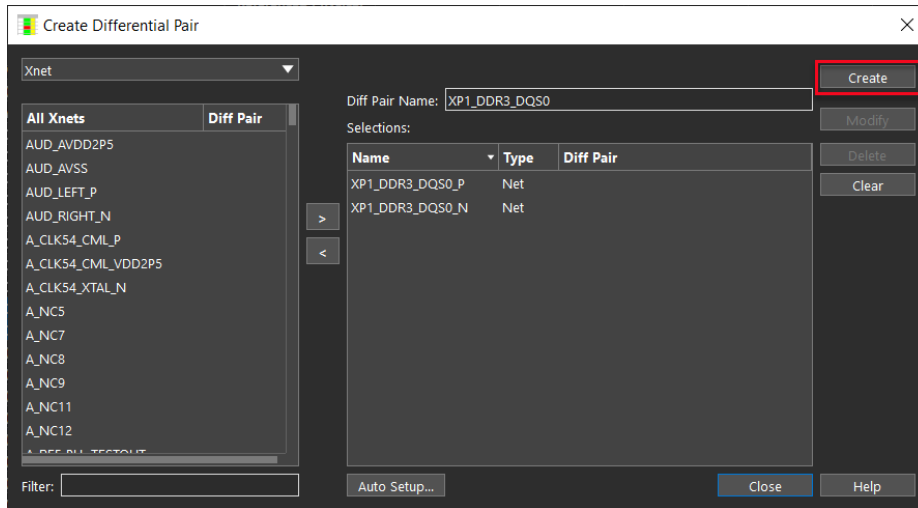 Create Differential Pair
Xnet
All Xnets Diff Pair
AUD_AVDD2P5
AUD_AVSS
AUD_LEFT_P
AUD_RIGHT_N
A_CLK54_CML_P
A_CLK54_CML_VDD2P5
A_CLK54_XTAL_N
A_NC5
A_NC7
A_NC8
A_NC9
A_NC11
A_NC12
Filter:
>
<
Diff Pair Name: XP1_DDR3_DQS0
Selections:
Name Type Diff Pair
XP1_DDR3_DQS0_P Net
XP1_DDR3_DQS0_N Net
Auto Setup...
Close
Create
Modify
Delete
Clear
Help